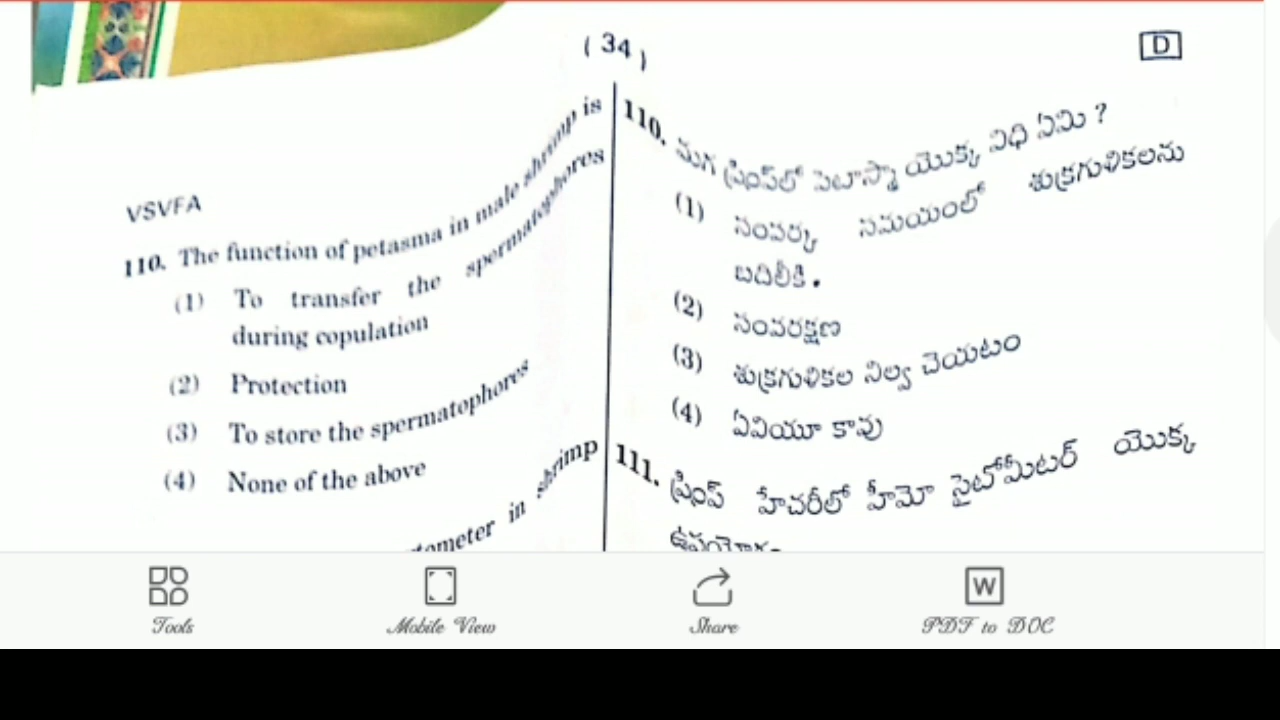 ( 34 )
D
VSVFA
110. The function of petasma in male shrimp is
(1) To transfer the spermatophores
during copulation
(2) Protection
(3) To store the spermatophores
(4) None of the above
in shrimp
110. మగ ష్రింప్‌లో పెటాస్మా యొక్క విధి ఏమి ?
(1) సంపర్క సమయంలో శుక్రగుళికలను
బదిలీకి.
(2) సంవరక్షణ
(3) శుక్రగుళికల నిల్వ చేయటం
(4) ఏవియూ కావు
111. ష్రింప్ హేచరీలో హీమో సైటోమీటర్ యొక్క
Tools
Mobile View
Share
W
PDF to DOC